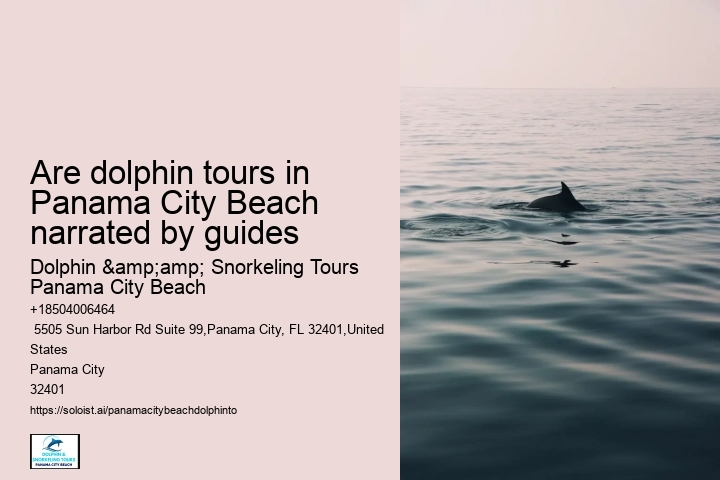 Are dolphin tours in
Panama City Beach
narrated by guides
Dolphin &amp;amp; Snorkeling Tours
Panama City Beach
+18504006464
5505 Sun Harbor Rd Suite 99,Panama City, FL 32401,United
States
Panama City
32401
https://soloist.ai/panamacitybeachdolphinto
DOLPHIN &
SNORKELING TOURS
PANAMA CITY BEACH